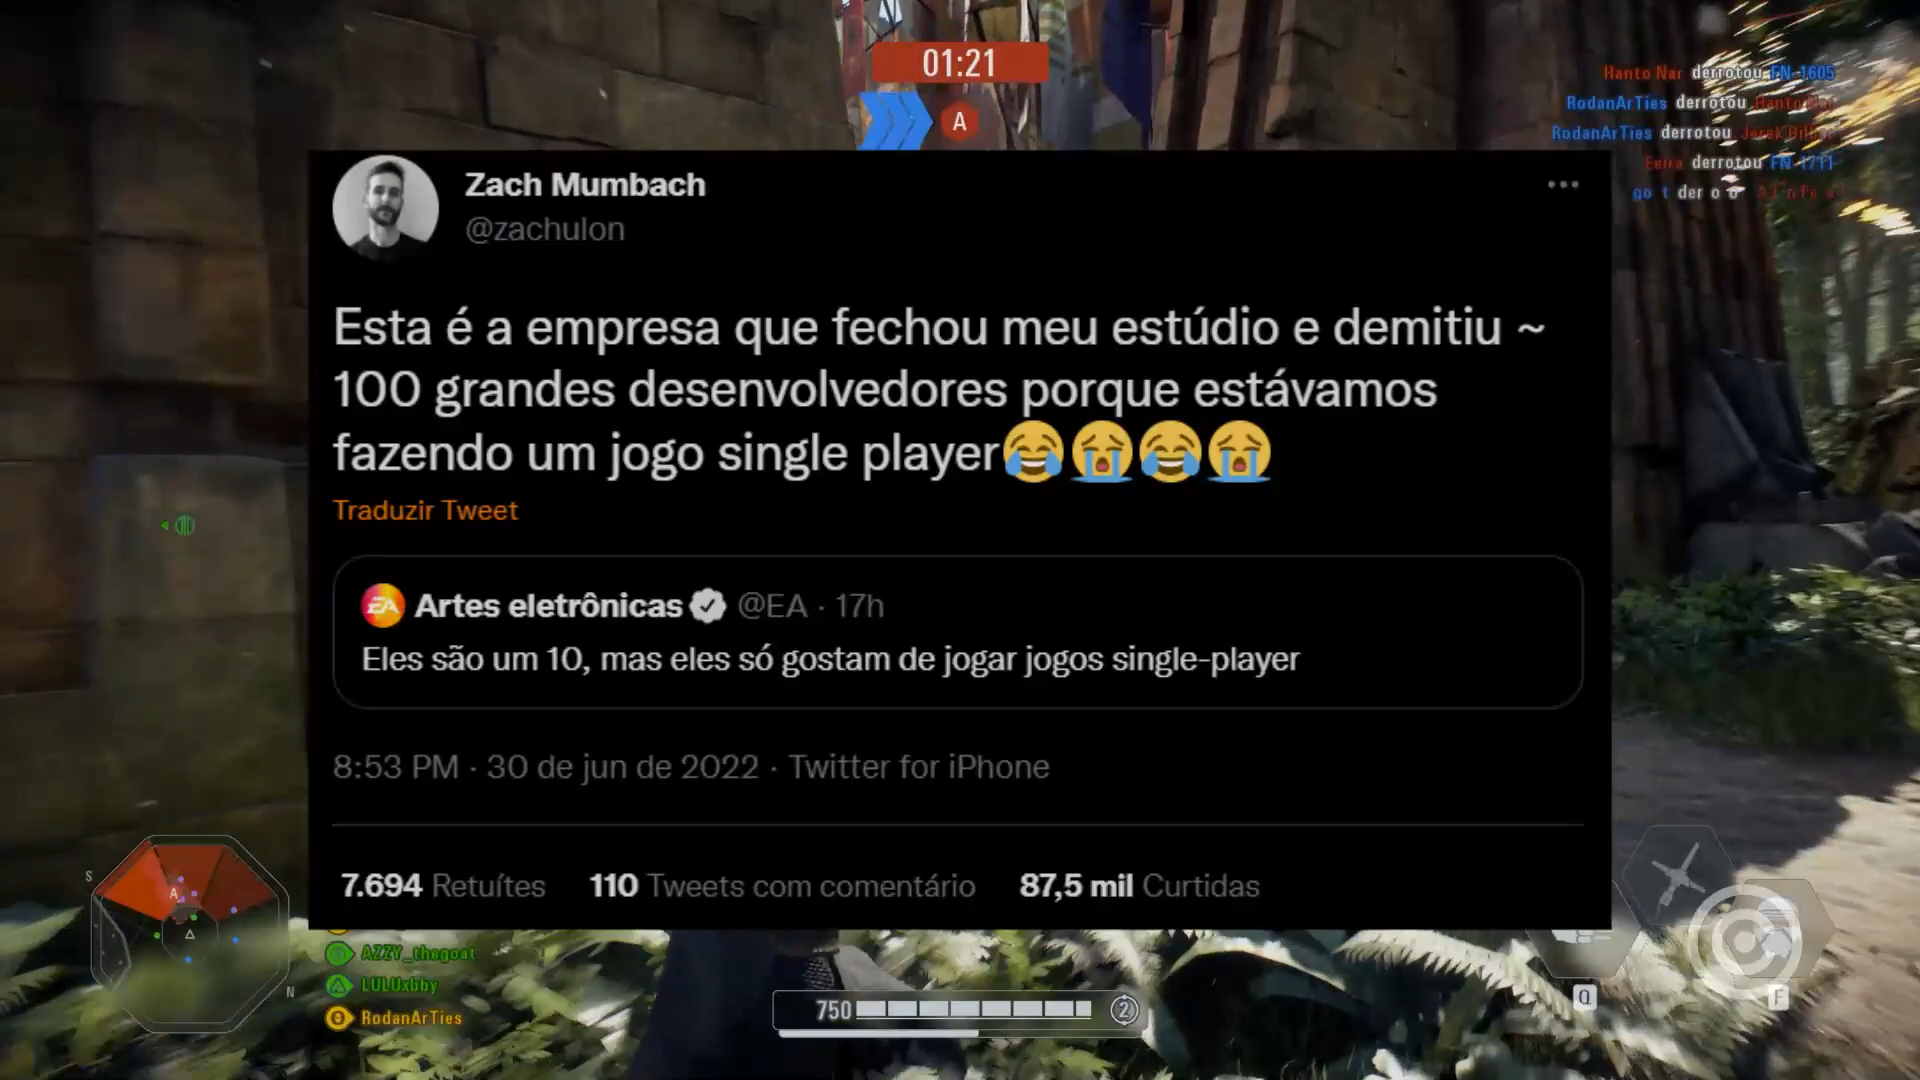 01:21
A
Hanto Nar derrotou FN-1605
RodanArTies derrotou Hanto Nar
RodanArTies derrotou
Eeira derrotou FN-1711
Zach Mumbach
@zachulon
Esta é a empresa que fechou meu estúdio e demitiu ~
100 grandes desenvolvedores porque estávamos
fazendo um jogo single player😂😭😂😭
Traduzir Tweet
EA Artes eletrônicas @EA · 17h
Eles são um 10, mas eles só gostam de jogar jogos single-player
8:53 PM · 30 de jun de 2022 · Twitter for iPhone
7.694 Retuítes 110 Tweets com comentário 87,5 mil Curtidas
S
A
N
AZZY_thegoat
LULUxbby
RodanArTies
750
2
Q
F